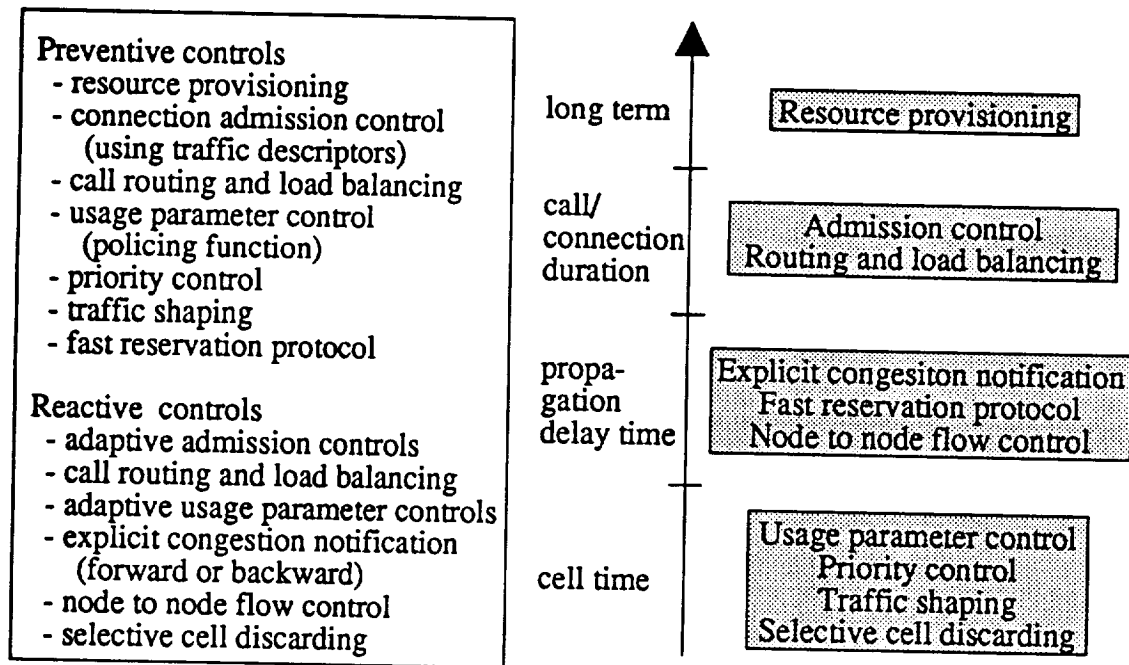 Preventive controls
- resource provisioning
- connection admission control
(using traffic descriptors)
- call routing and load balancing
- usage parameter control
(policing function)
- priority control
- traffic shaping
- fast reservation protocol
Reactive controls
- adaptive admission controls
- call routing and load balancing
- adaptive usage parameter controls
- explicit congestion notification
(forward or backward)
- node to node flow control
- selective cell discarding
long term
Resource provisioning
call/
connection
duration
Admission control
Routing and load balancing
propa-
gation
delay time
Explicit congesiton notification
Fast reservation protocol
Node to node flow control
cell time
Usage parameter control
Priority control
Traffic shaping
Selective cell discarding